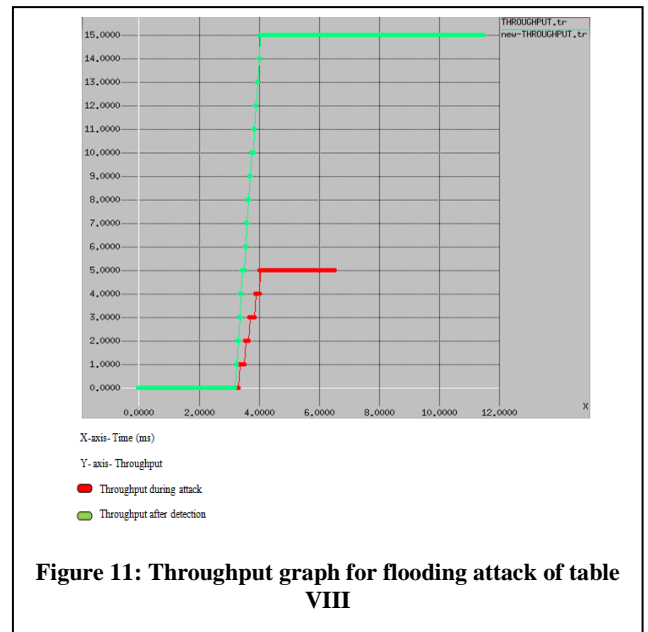 THROUGHPUT.tr
new-THROUGHPUT.tr
15.0000
14.0000
13.0000
12.0000
11.0000
10.0000
9.0000
8.0000
7.0000
6.0000
5.0000
4.0000
3.0000
2.0000
1.0000
0.0000
0.0000 2.0000 4.0000 6.0000 8.0000 10.0000 12.0000 X
X-axis- Time (ms)
Y- axis- Throughput
Throughput during attack
Throughput after detection
Figure 11: Throughput graph for flooding attack of table
VIII